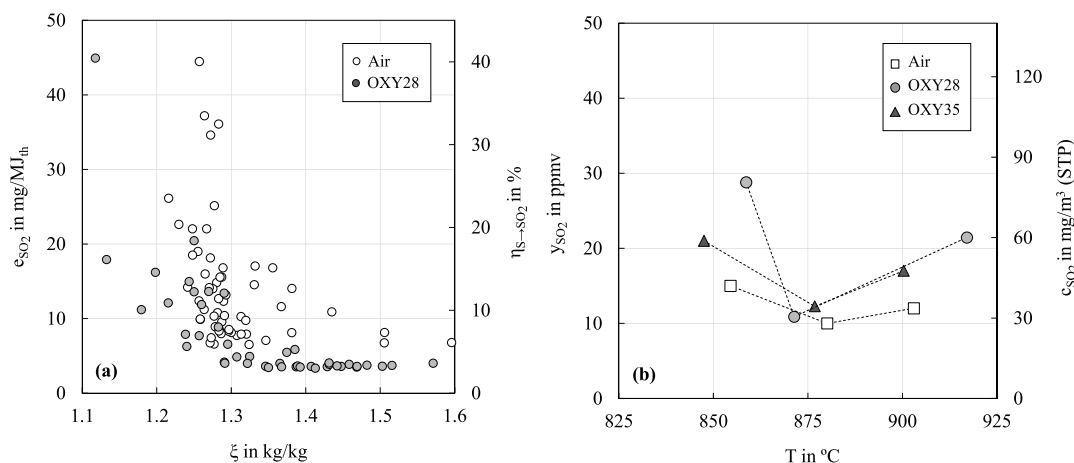 50
40
30
20
10
0
e_SO₂ in mg/MJ_th
Air
OXY28
40
30
20
10
0
η_S→SO₂ in %
(a)
1.1 1.2 1.3 1.4 1.5 1.6
ξ in kg/kg
50
40
30
20
10
0
y_SO₂ in ppmv
Air
OXY28
OXY35
120
90
60
30
0
c_SO₂ in mg/m³ (STP)
(b)
825 850 875 900 925
T in ºC